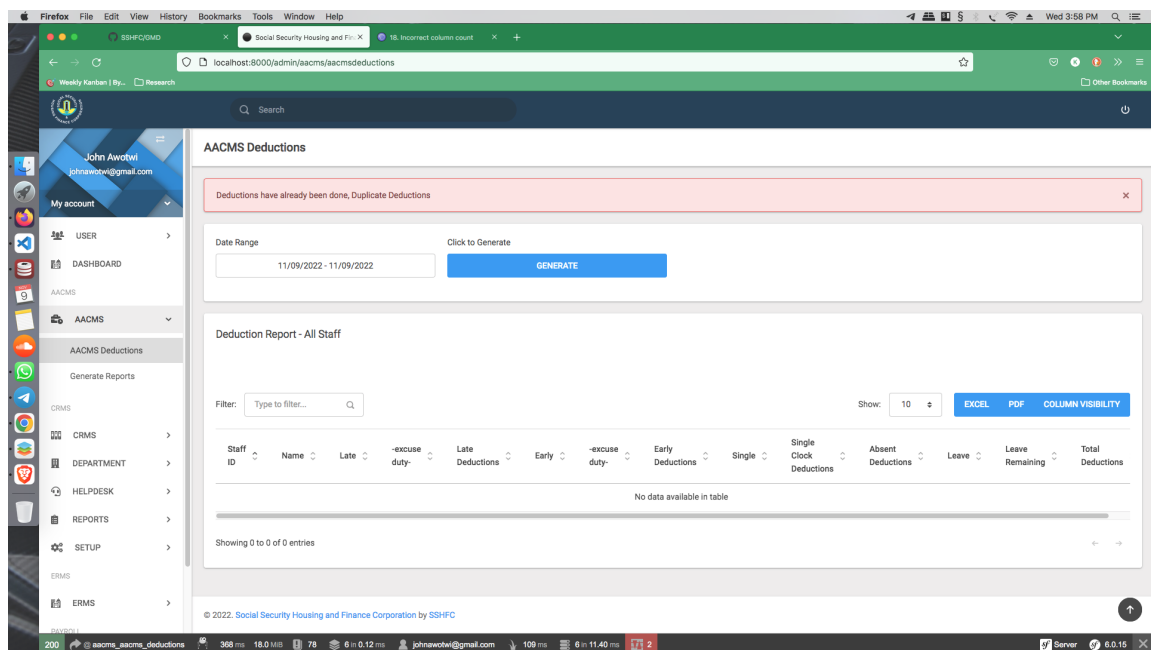 Firefox File Edit View History Bookmarks Tools Window Help
Wed 3:58 PM
SSHFC/GMD
Social Security Housing and Fin
18. Incorrect column count
localhost:8000/admin/aacms/aacmsdeductions
Weekly Kanban | By... Research
Other Bookmarks
Search
John Awotwi
johnawotwi@gmail.com
My account
USER
DASHBOARD
AACMS
AACMS
AACMS Deductions
Generate Reports
CRMS
CRMS
DEPARTMENT
HELPDESK
REPORTS
SETUP
ERMS
ERMS
PAYROLL
AACMS Deductions
Deductions have already been done, Duplicate Deductions
Date Range Click to Generate
11/09/2022 - 11/09/2022 GENERATE
Deduction Report - All Staff
Filter: Type to filter... Show: 10 EXCEL PDF COLUMN VISIBILITY
Staff ID Name Late -excuse duty- Late Deductions Early -excuse duty- Early Deductions Single Single Clock Deductions Absent Deductions Leave Leave Remaining Total Deductions
No data available in table
Showing 0 to 0 of 0 entries
© 2022. Social Security Housing and Finance Corporation by SSHFC
200 @ aacms_aacms_deductions 368 ms 18.0 MiB 78 6 in 0.12 ms johnawotwi@gmail.com 109 ms 6 in 11.40 ms 2 Server 6.0.15